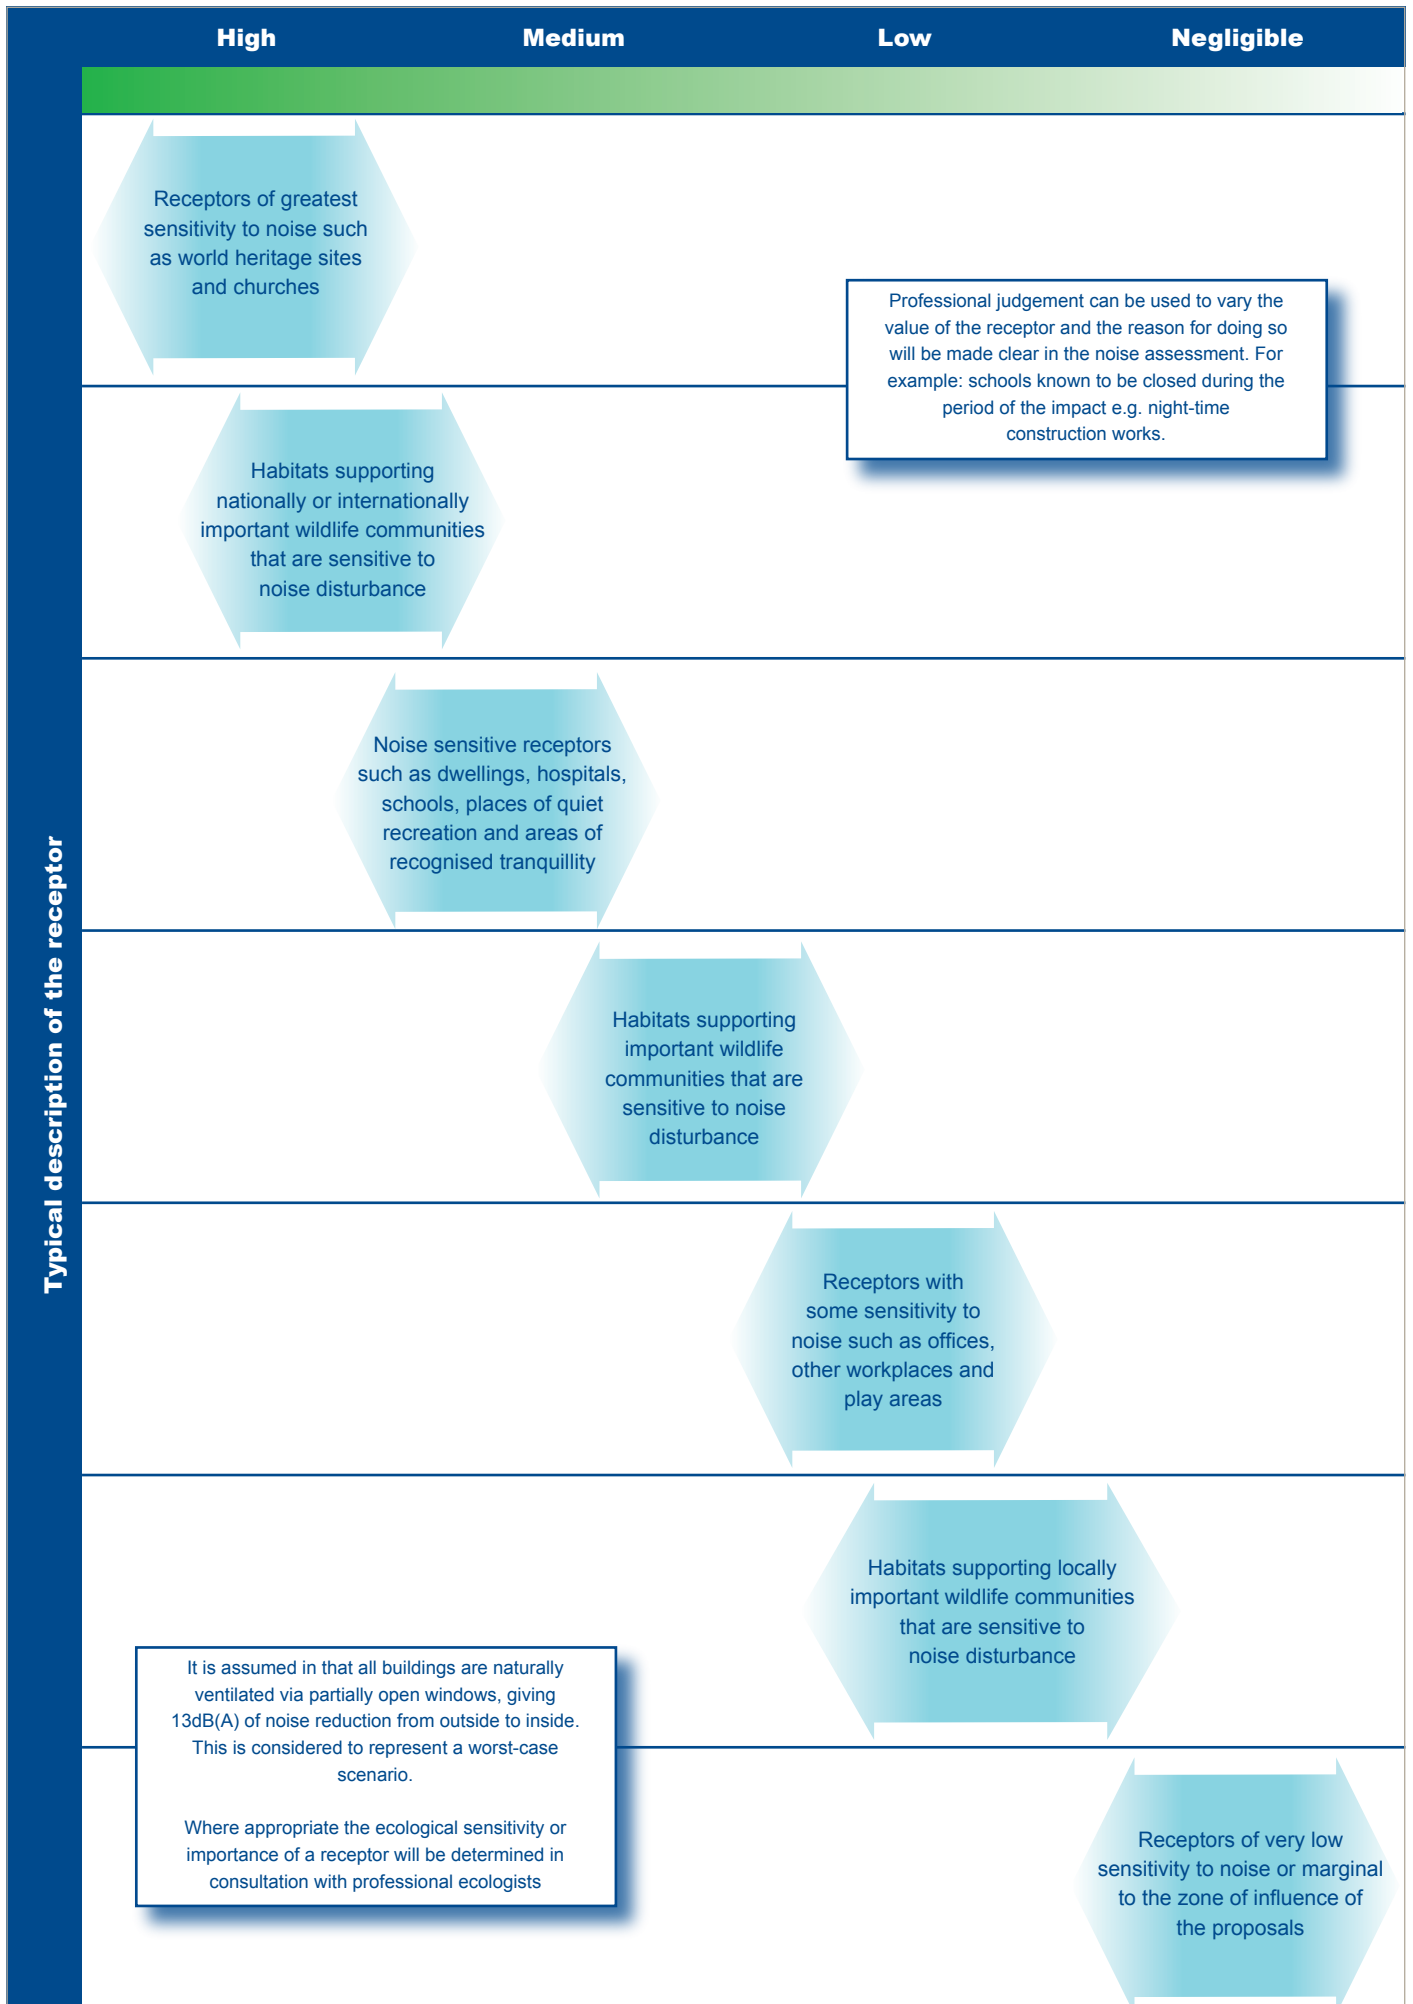 High Medium Low Negligible
Typical description of the receptor
Receptors of greatest
sensitivity to noise such
as world heritage sites
and churches
Professional judgement can be used to vary the
value of the receptor and the reason for doing so
will be made clear in the noise assessment. For
example: schools known to be closed during the
period of the impact e.g. night-time
construction works.
Habitats supporting
nationally or internationally
important wildlife communities
that are sensitive to
noise disturbance
Noise sensitive receptors
such as dwellings, hospitals,
schools, places of quiet
recreation and areas of
recognised tranquillity
Habitats supporting
important wildlife
communities that are
sensitive to noise
disturbance
Receptors with
some sensitivity to
noise such as offices,
other workplaces and
play areas
Habitats supporting locally
important wildlife communities
that are sensitive to
noise disturbance
It is assumed in that all buildings are naturally
ventilated via partially open windows, giving
13dB(A) of noise reduction from outside to inside.
This is considered to represent a worst-case
scenario.
Where appropriate the ecological sensitivity or
importance of a receptor will be determined in
consultation with professional ecologists
Receptors of very low
sensitivity to noise or marginal
to the zone of influence of
the proposals